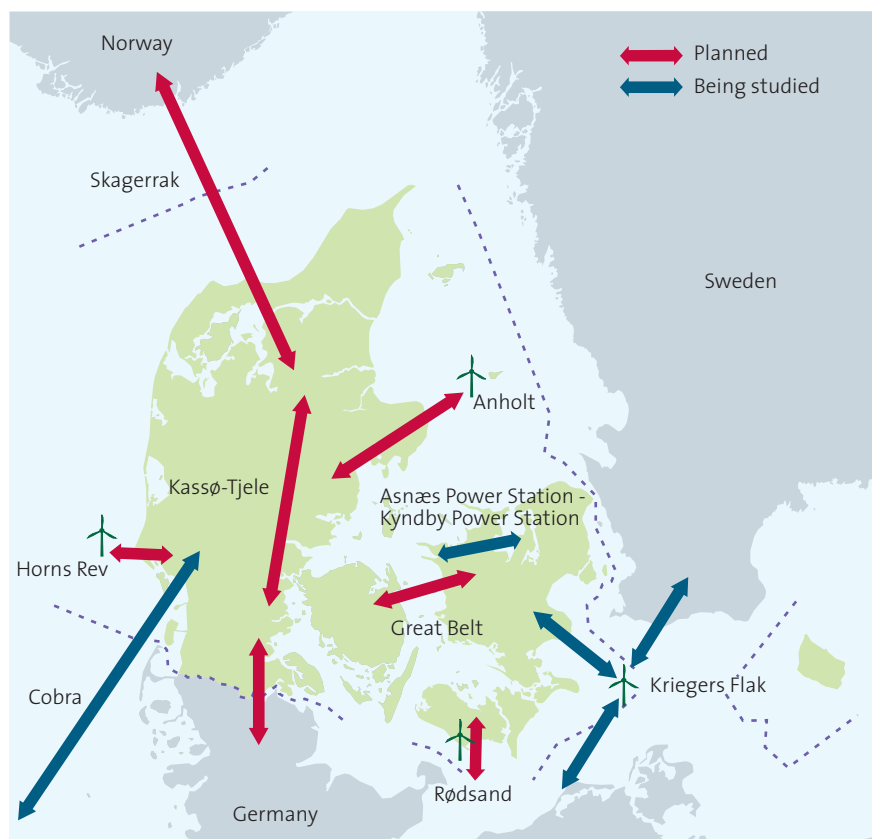 Norway
Planned
Being studied
Skagerrak
Sweden
Anholt
Kassø-Tjele
Asnæs Power Station -
Kyndby Power Station
Horns Rev
Great Belt
Kriegers Flak
Cobra
Rødsand
Germany